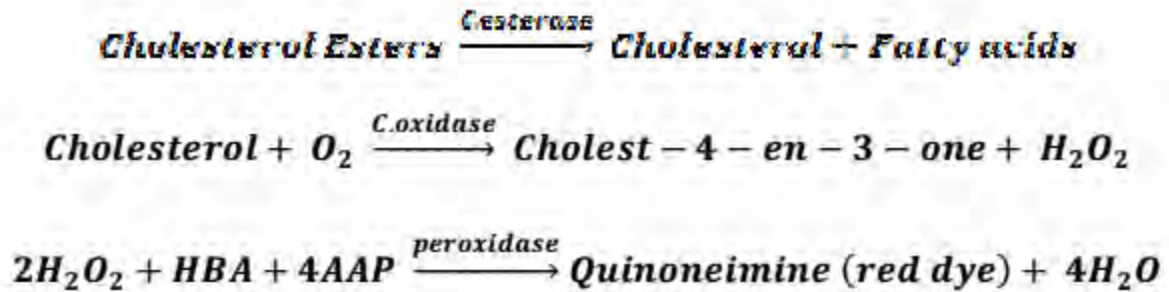 C.esterase
Cholesterol Esters ⟶ Cholesterol + Fatty acids
C.oxidase
Cholesterol + O₂ ⟶ Cholest − 4 − en − 3 − one + H₂O₂
peroxidase
2H₂O₂ + HBA + 4AAP ⟶ Quinoneimine (red dye) + 4H₂O